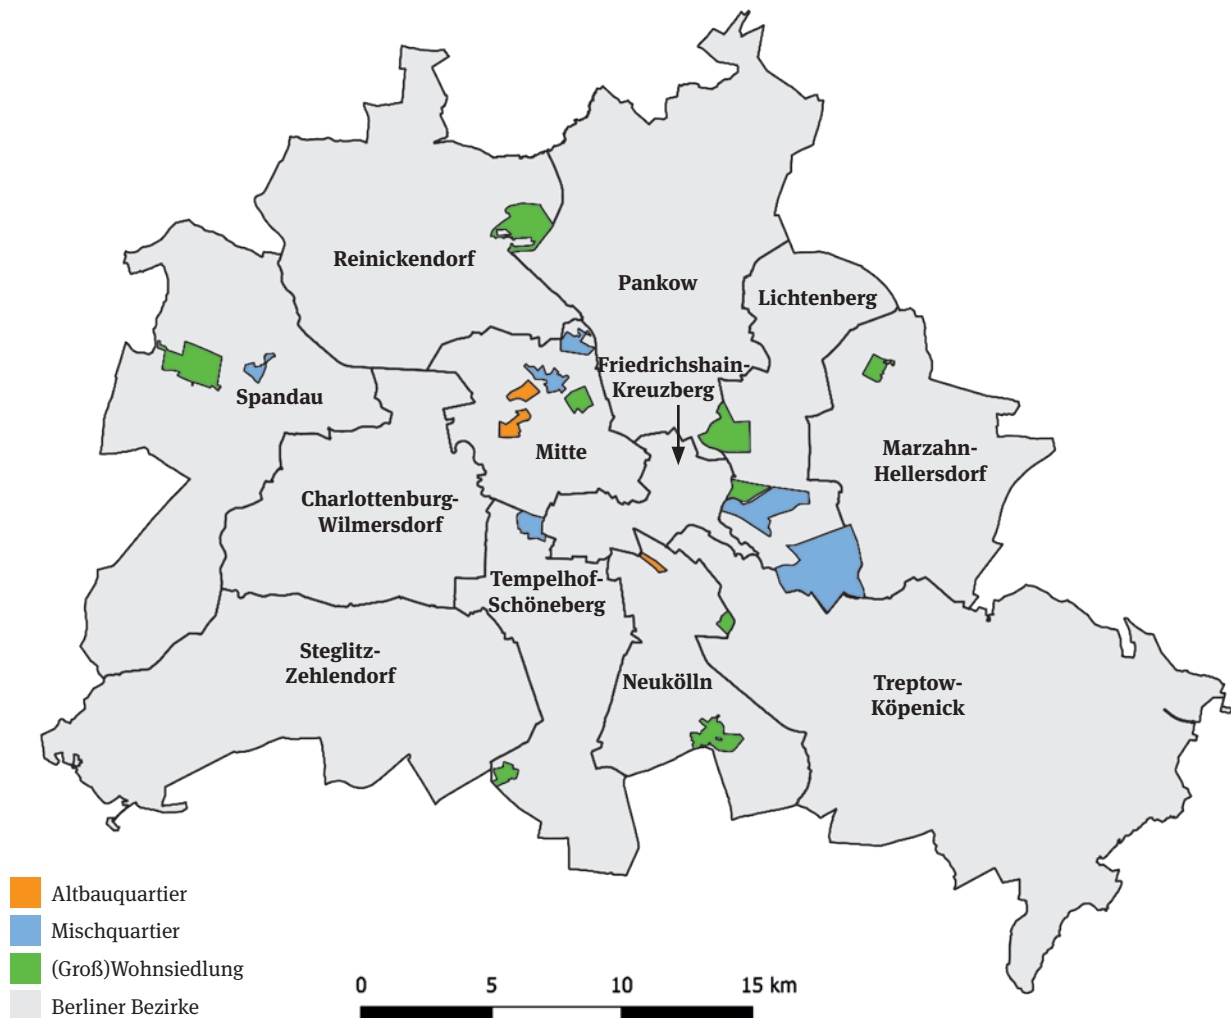 Reinickendorf
Pankow
Lichtenberg
Friedrichshain-
Kreuzberg
Spandau
Mitte
Marzahn-
Hellersdorf
Charlottenburg-
Wilmersdorf
Tempelhof-
Schöneberg
Steglitz-
Zehlendorf
Neukölln
Treptow-
Köpenick
Altbauquartier
Mischquartier
(Groß)Wohnsiedlung
Berliner Bezirke
0 5 10 15 km